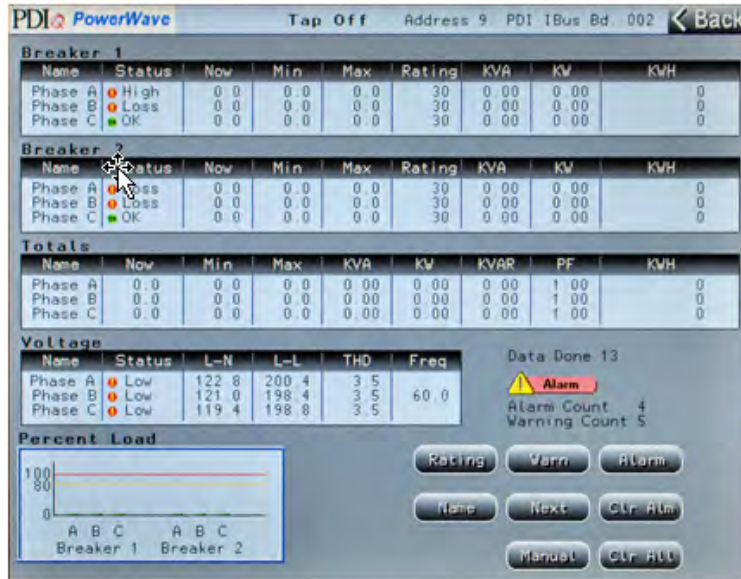 PDI PowerWave Tap Off Address 9 PDI IBus Bd. 002 Back
Breaker 1
Name Status Now Min Max Rating KVA KW KWH
Phase A High 0.0 0.0 0.0 30 0.00 0.00 0
Phase B Loss 0.0 0.0 0.0 30 0.00 0.00 0
Phase C OK 0.0 0.0 0.0 30 0.00 0.00 0
Breaker 2
Name Status Now Min Max Rating KVA KW KWH
Phase A Loss 0.0 0.0 0.0 30 0.00 0.00 0
Phase B Loss 0.0 0.0 0.0 30 0.00 0.00 0
Phase C OK 0.0 0.0 0.0 30 0.00 0.00 0
Totals
Name Now Min Max KVA KW KVAR PF KWH
Phase A 0.0 0.0 0.0 0.00 0.00 0.00 1.00 0
Phase B 0.0 0.0 0.0 0.00 0.00 0.00 1.00 0
Phase C 0.0 0.0 0.0 0.00 0.00 0.00 1.00 0
Voltage
Name Status L-N L-L THD Freq
Phase A Low 122.8 200.4 3.5
Phase B Low 121.0 198.4 3.5 60.0
Phase C Low 119.4 198.8 3.5
Data Done 13
Alarm
Alarm Count 4
Warning Count 5
Percent Load
100
80
0
A B C A B C
Breaker 1 Breaker 2
Rating Warn Alarm
Name Next Clr Alm
Manual Clr All